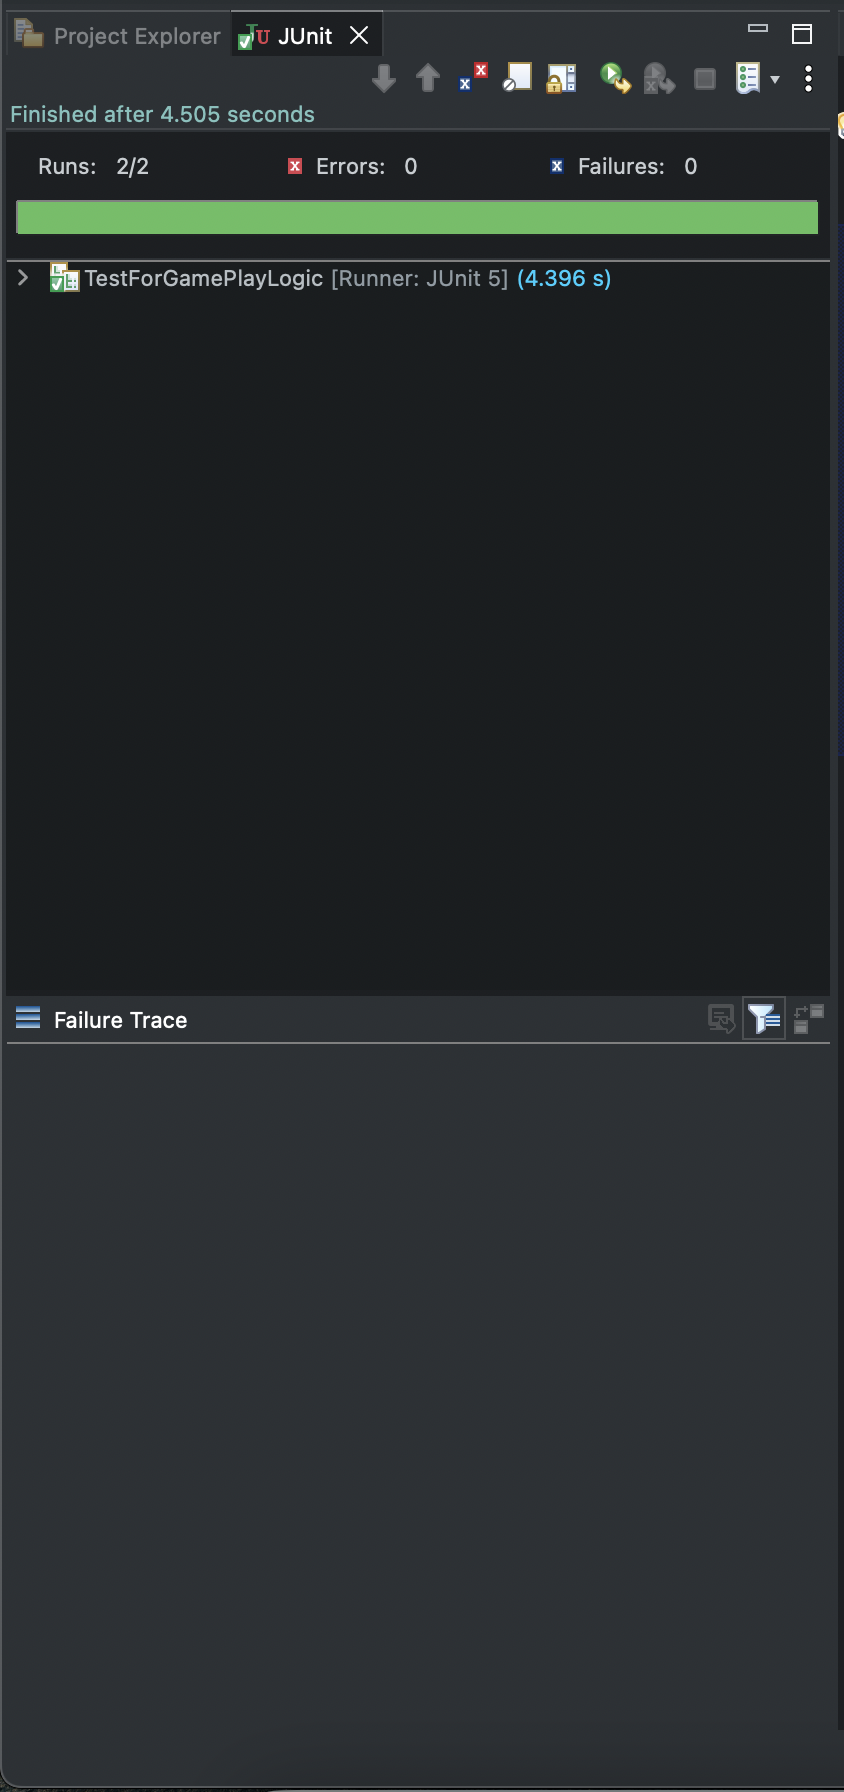 Project Explorer JUnit
Finished after 4.505 seconds
Runs: 2/2 Errors: 0 Failures: 0
TestForGamePlayLogic [Runner: JUnit 5] (4.396 s)
Failure Trace